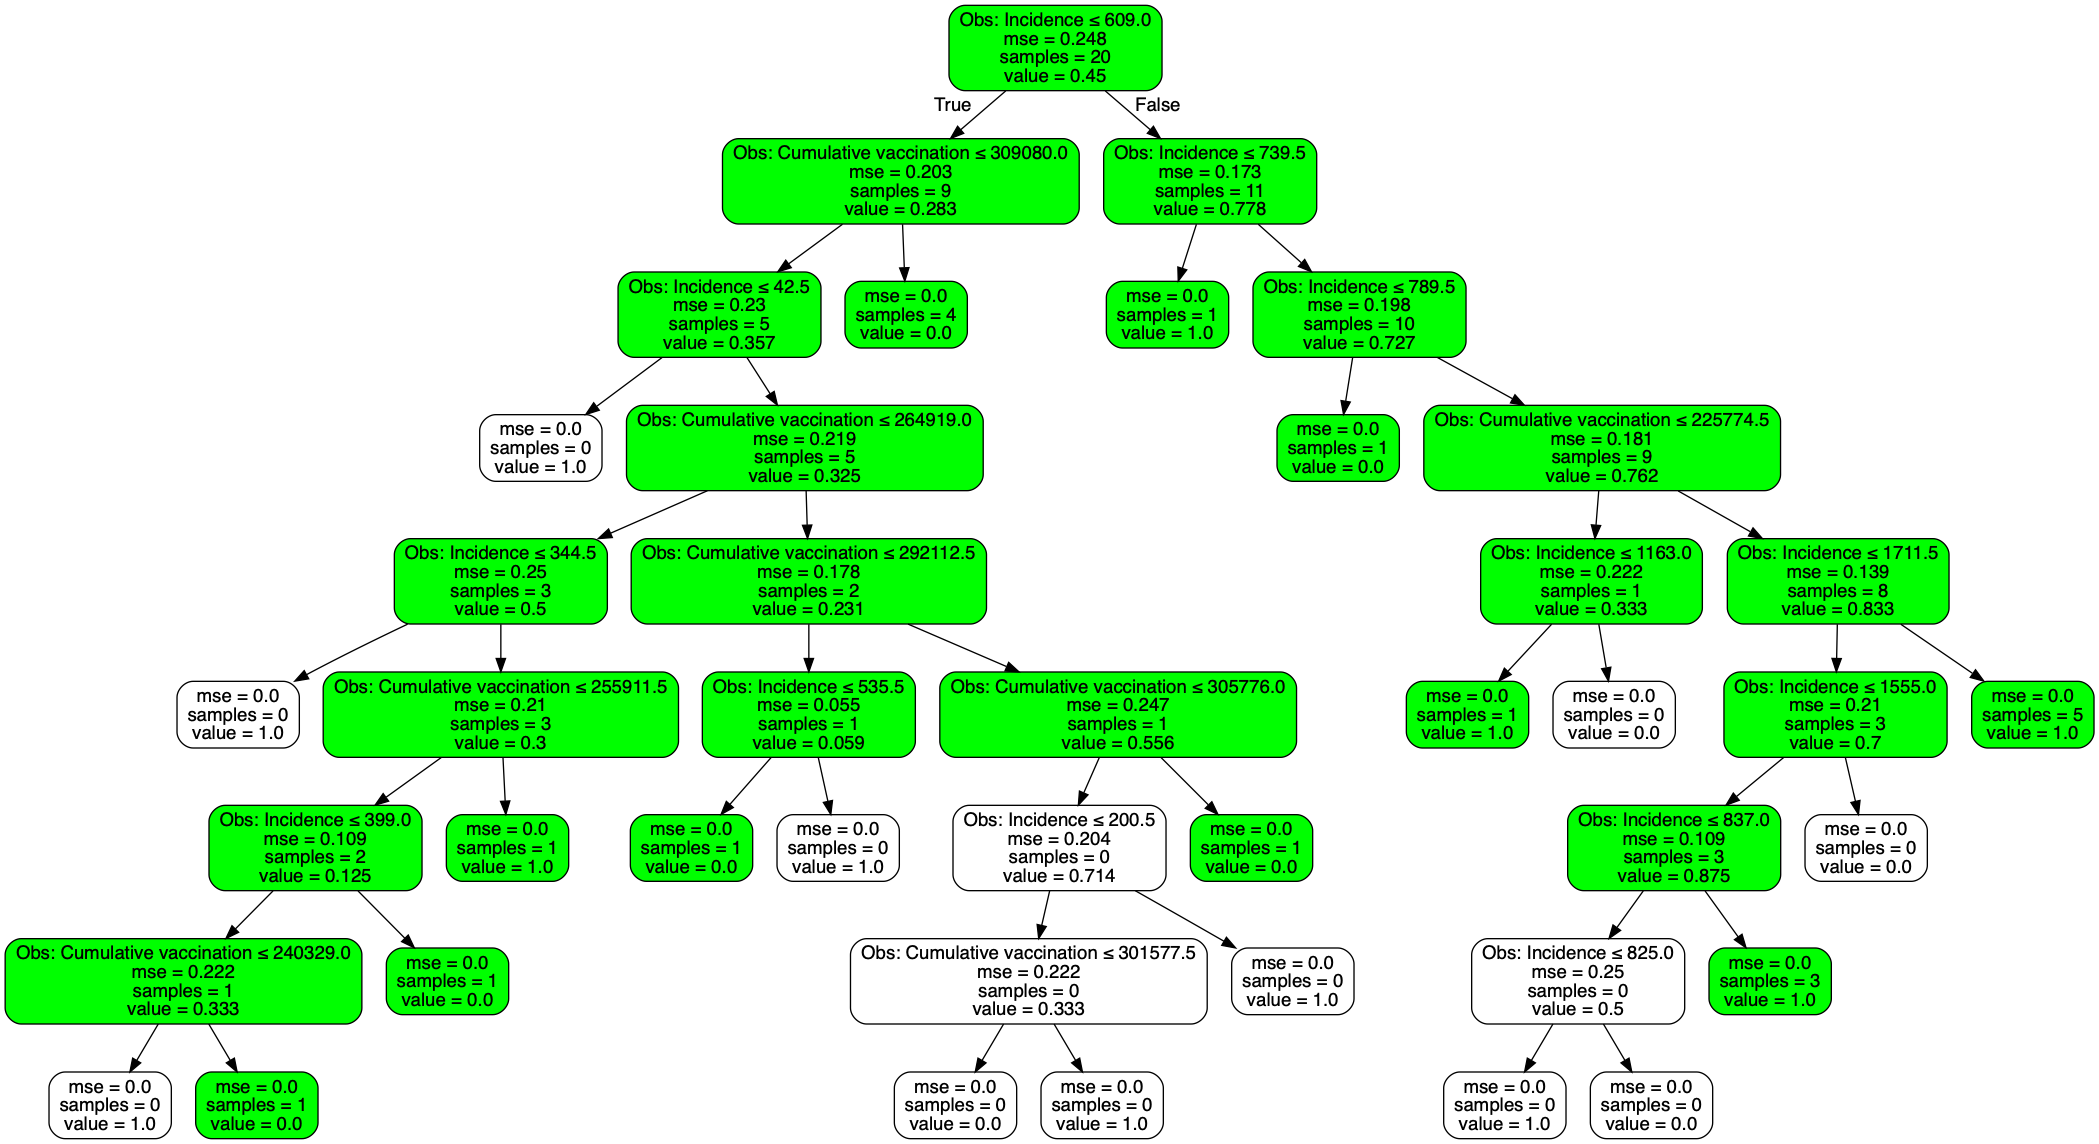 Obs: Incidence ≤ 609.0
mse = 0.248
samples = 20
value = 0.45
True
False
Obs: Cumulative vaccination ≤ 309080.0
mse = 0.203
samples = 9
value = 0.283
Obs: Incidence ≤ 739.5
mse = 0.173
samples = 11
value = 0.778
Obs: Incidence ≤ 42.5
mse = 0.23
samples = 5
value = 0.357
mse = 0.0
samples = 4
value = 0.0
mse = 0.0
samples = 1
value = 1.0
Obs: Incidence ≤ 789.5
mse = 0.198
samples = 10
value = 0.727
mse = 0.0
samples = 0
value = 1.0
Obs: Cumulative vaccination ≤ 264919.0
mse = 0.219
samples = 5
value = 0.325
mse = 0.0
samples = 1
value = 0.0
Obs: Cumulative vaccination ≤ 225774.5
mse = 0.181
samples = 9
value = 0.762
Obs: Incidence ≤ 344.5
mse = 0.25
samples = 3
value = 0.5
Obs: Cumulative vaccination ≤ 292112.5
mse = 0.178
samples = 2
value = 0.231
Obs: Incidence ≤ 1163.0
mse = 0.222
samples = 1
value = 0.333
Obs: Incidence ≤ 1711.5
mse = 0.139
samples = 8
value = 0.833
mse = 0.0
samples = 0
value = 1.0
Obs: Cumulative vaccination ≤ 255911.5
mse = 0.21
samples = 3
value = 0.3
Obs: Incidence ≤ 535.5
mse = 0.055
samples = 1
value = 0.059
Obs: Cumulative vaccination ≤ 305776.0
mse = 0.247
samples = 1
value = 0.556
mse = 0.0
samples = 1
value = 1.0
mse = 0.0
samples = 0
value = 0.0
Obs: Incidence ≤ 1555.0
mse = 0.21
samples = 3
value = 0.7
mse = 0.0
samples = 5
value = 1.0
Obs: Incidence ≤ 399.0
mse = 0.109
samples = 2
value = 0.125
mse = 0.0
samples = 1
value = 1.0
mse = 0.0
samples = 1
value = 0.0
mse = 0.0
samples = 0
value = 1.0
Obs: Incidence ≤ 200.5
mse = 0.204
samples = 0
value = 0.714
mse = 0.0
samples = 1
value = 0.0
Obs: Incidence ≤ 837.0
mse = 0.109
samples = 3
value = 0.875
mse = 0.0
samples = 0
value = 0.0
Obs: Cumulative vaccination ≤ 240329.0
mse = 0.222
samples = 1
value = 0.333
mse = 0.0
samples = 1
value = 0.0
Obs: Cumulative vaccination ≤ 301577.5
mse = 0.222
samples = 0
value = 0.333
mse = 0.0
samples = 0
value = 1.0
Obs: Incidence ≤ 825.0
mse = 0.25
samples = 0
value = 0.5
mse = 0.0
samples = 3
value = 1.0
mse = 0.0
samples = 0
value = 1.0
mse = 0.0
samples = 1
value = 0.0
mse = 0.0
samples = 0
value = 0.0
mse = 0.0
samples = 0
value = 1.0
mse = 0.0
samples = 0
value = 1.0
mse = 0.0
samples = 0
value = 0.0